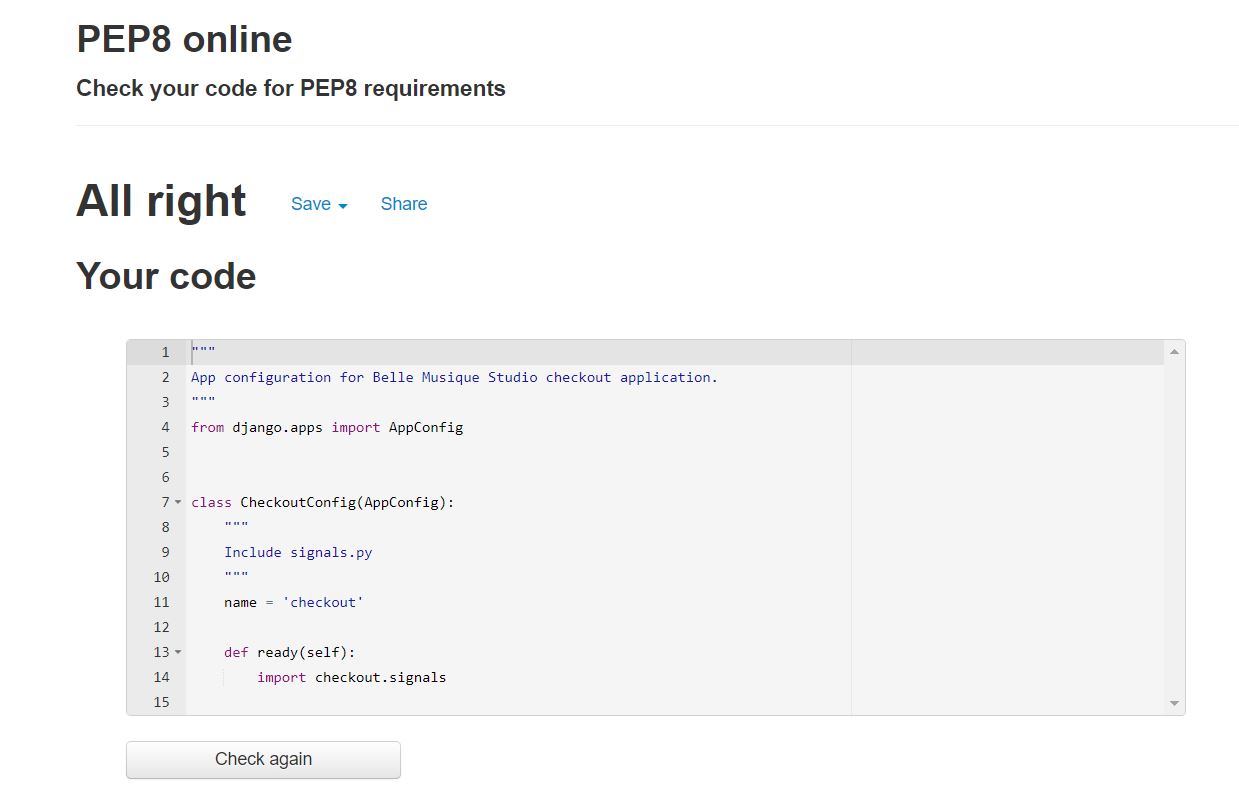 PEP8 online
Check your code for PEP8 requirements
All right Save Share
Your code
1 """
2 App configuration for Belle Musique Studio checkout application.
3 """
4 from django.apps import AppConfig
5
6
7 class CheckoutConfig(AppConfig):
8     """
9     Include signals.py
10     """
11     name = 'checkout'
12
13     def ready(self):
14         import checkout.signals
15
Check again